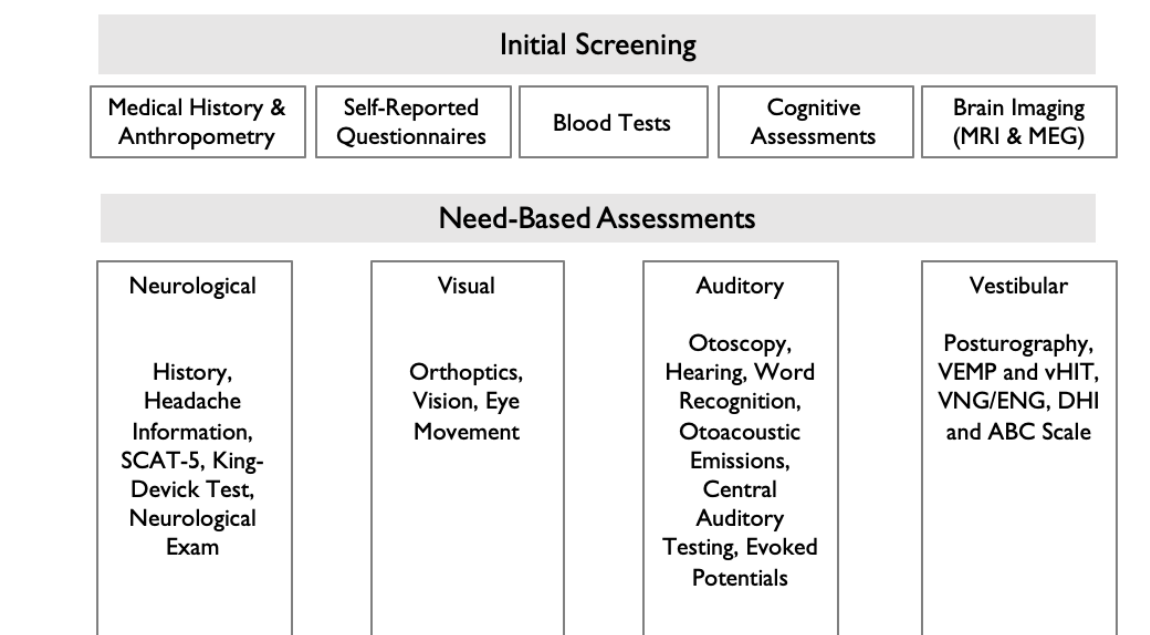 Initial Screening
Medical History &
Anthropometry
Self-Reported
Questionnaires
Blood Tests
Cognitive
Assessments
Brain Imaging
(MRI & MEG)
Need-Based Assessments
Neurological
History,
Headache
Information,
SCAT-5, King-
Devick Test,
Neurological
Exam
Visual
Orthoptics,
Vision, Eye
Movement
Auditory
Otoscopy,
Hearing, Word
Recognition,
Otoacoustic
Emissions,
Central
Auditory
Testing, Evoked
Potentials
Vestibular
Posturography,
VEMP and vHIT,
VNG/ENG, DHI
and ABC Scale